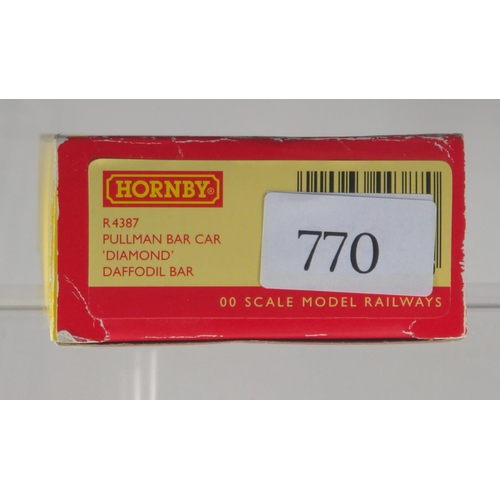 HORNBY®
R4387
PULLMAN BAR CAR
'DIAMOND'
DAFFODIL BAR
770
00 SCALE MODEL RAILWAYS